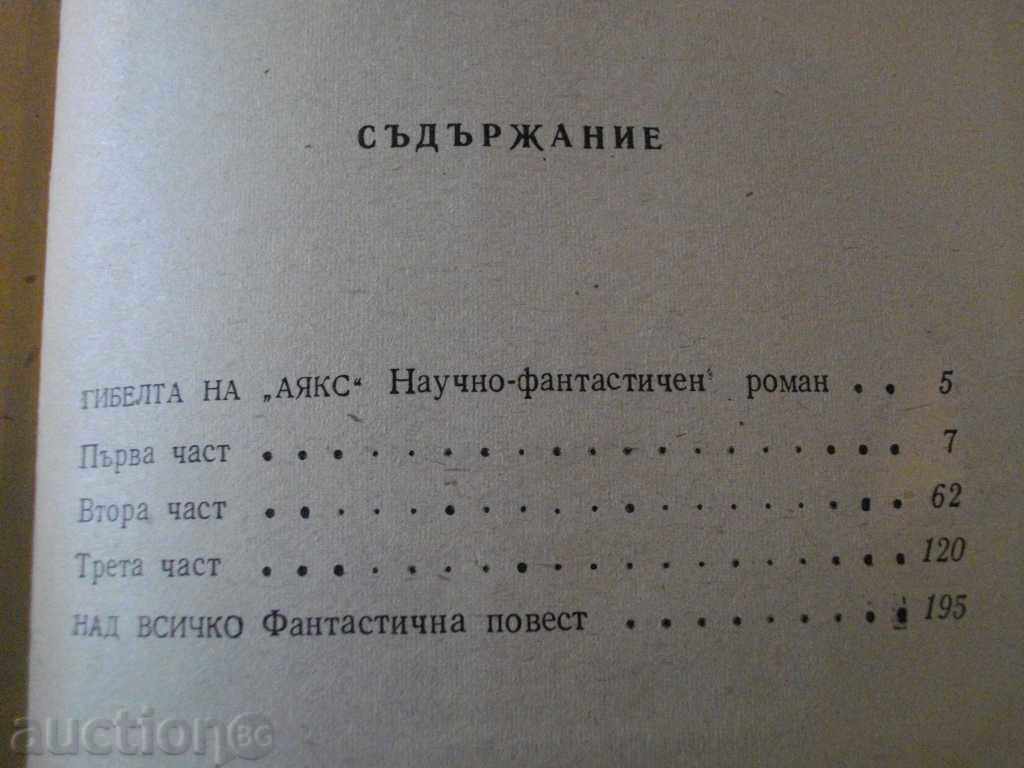 СЪДЪРЖАНИЕ
ГИБЕЛТА НА „АЯКС“ Научно-фантастичен роман . . 5
Първа част . . . . . . . . . . . . . . . . . . 7
Втора част . . . . . . . . . . . . . . . . . . 62
Трета част . . . . . . . . . . . . . . . . . . 120
НАД ВСИЧКО Фантастична повест . . . . . . . . 195
auction BG